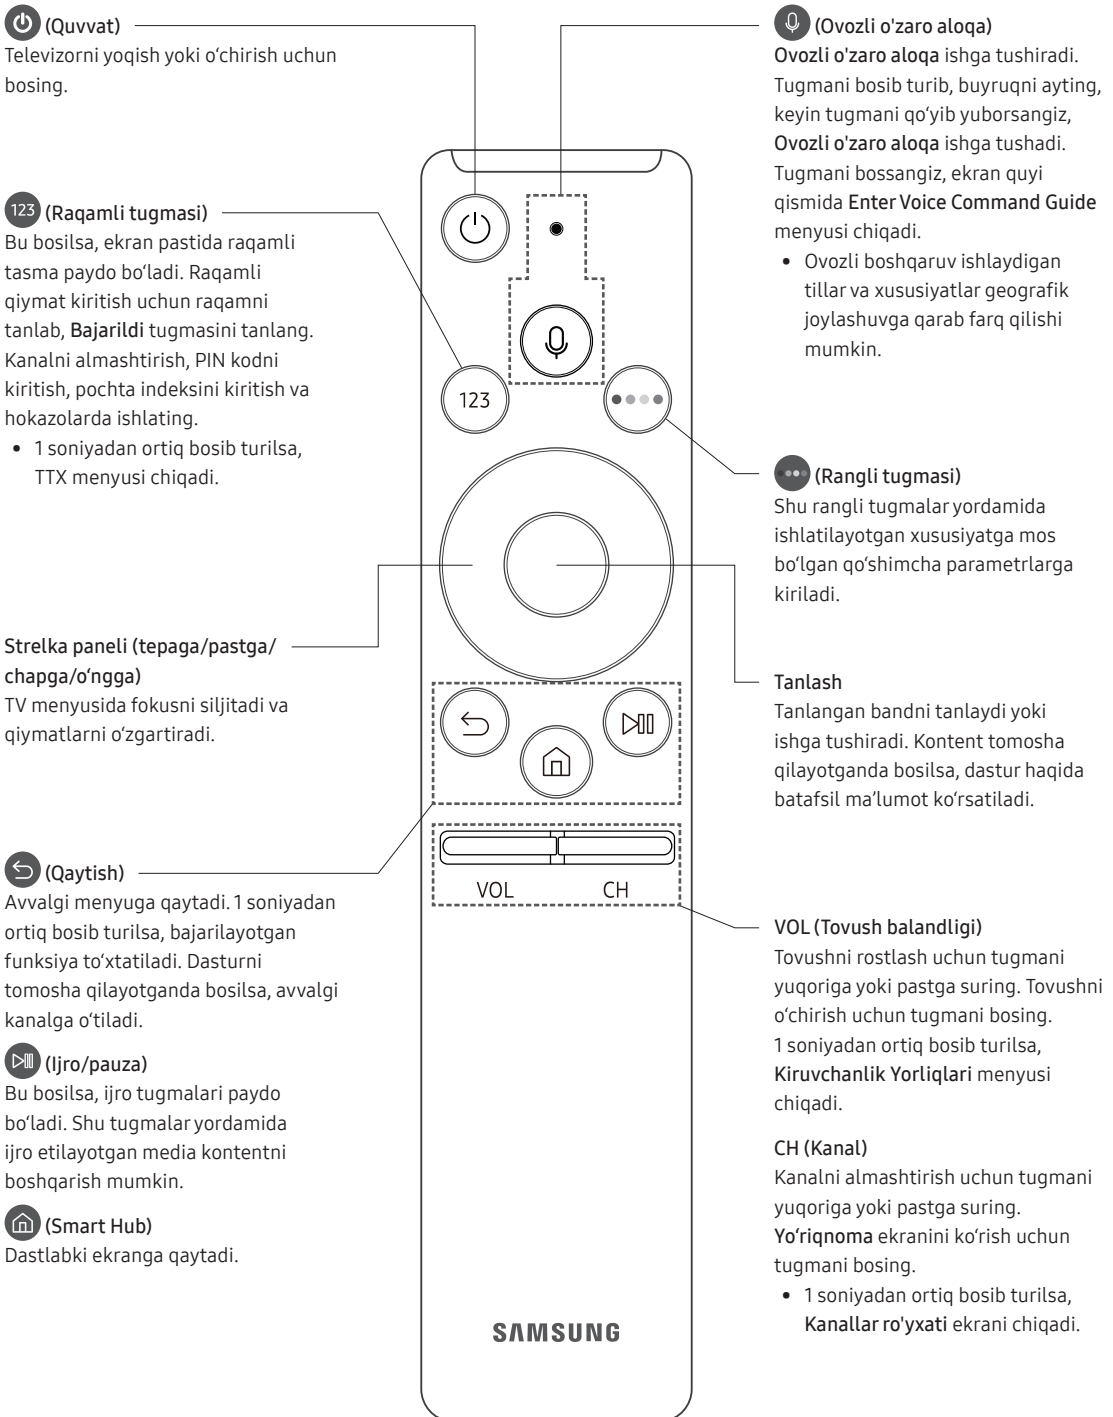 (Quvvat)
Televizorni yoqish yoki o‘chirish uchun
bosing.
123 (Raqamli tugmasi)
Bu bosilsa, ekran pastida raqamli
tasma paydo bo‘ladi. Raqamli
qiymat kiritish uchun raqamni
tanlab, Bajarildi tugmasini tanlang.
Kanalni almashtirish, PIN kodni
kiritish, pochta indeksini kiritish va
hokazolarda ishlating.
• 1 soniyadan ortiq bosib turilsa,
TTX menyusi chiqadi.
Strelka paneli (tepaga/pastga/
chapga/o‘ngga)
TV menyusida fokusni siljitadi va
qiymatlarni o‘zgartiradi.
(Qaytish)
Avvalgi menyuga qaytadi. 1 soniyadan
ortiq bosib turilsa, bajarilayotgan
funksiya to‘xtatiladi. Dasturni
tomosha qilayotganda bosilsa, avvalgi
kanalga o‘tiladi.
(Ijro/pauza)
Bu bosilsa, ijro tugmalari paydo
bo‘ladi. Shu tugmalar yordamida
ijro etilayotgan media kontentni
boshqarish mumkin.
(Smart Hub)
Dastlabki ekranga qaytadi.
123
VOL CH
SAMSUNG
(Ovozli o'zaro aloqa)
Ovozli o'zaro aloqa ishga tushiradi.
Tugmani bosib turib, buyruqni ayting,
keyin tugmani qo‘yib yuborsangiz,
Ovozli o'zaro aloqa ishga tushadi.
Tugmani bossangiz, ekran quyi
qismida Enter Voice Command Guide
menyusi chiqadi.
• Ovozli boshqaruv ishlaydigan
tillar va xususiyatlar geografik
joylashuvga qarab farq qilishi
mumkin.
(Rangli tugmasi)
Shu rangli tugmalar yordamida
ishlatilayotgan xususiyatga mos
bo‘lgan qo‘shimcha parametrlarga
kiriladi.
Tanlash
Tanlangan bandni tanlaydi yoki
ishga tushiradi. Kontent tomosha
qilayotganda bosilsa, dastur haqida
batafsil ma’lumot ko‘rsatiladi.
VOL (Tovush balandligi)
Tovushni rostlash uchun tugmani
yuqoriga yoki pastga suring. Tovushni
o‘chirish uchun tugmani bosing.
1 soniyadan ortiq bosib turilsa,
Kiruvchanlik Yorliqlari menyusi
chiqadi.
CH (Kanal)
Kanalni almashtirish uchun tugmani
yuqoriga yoki pastga suring.
Yo‘riqnoma ekranini ko‘rish uchun
tugmani bosing.
• 1 soniyadan ortiq bosib turilsa,
Kanallar ro'yxati ekrani chiqadi.